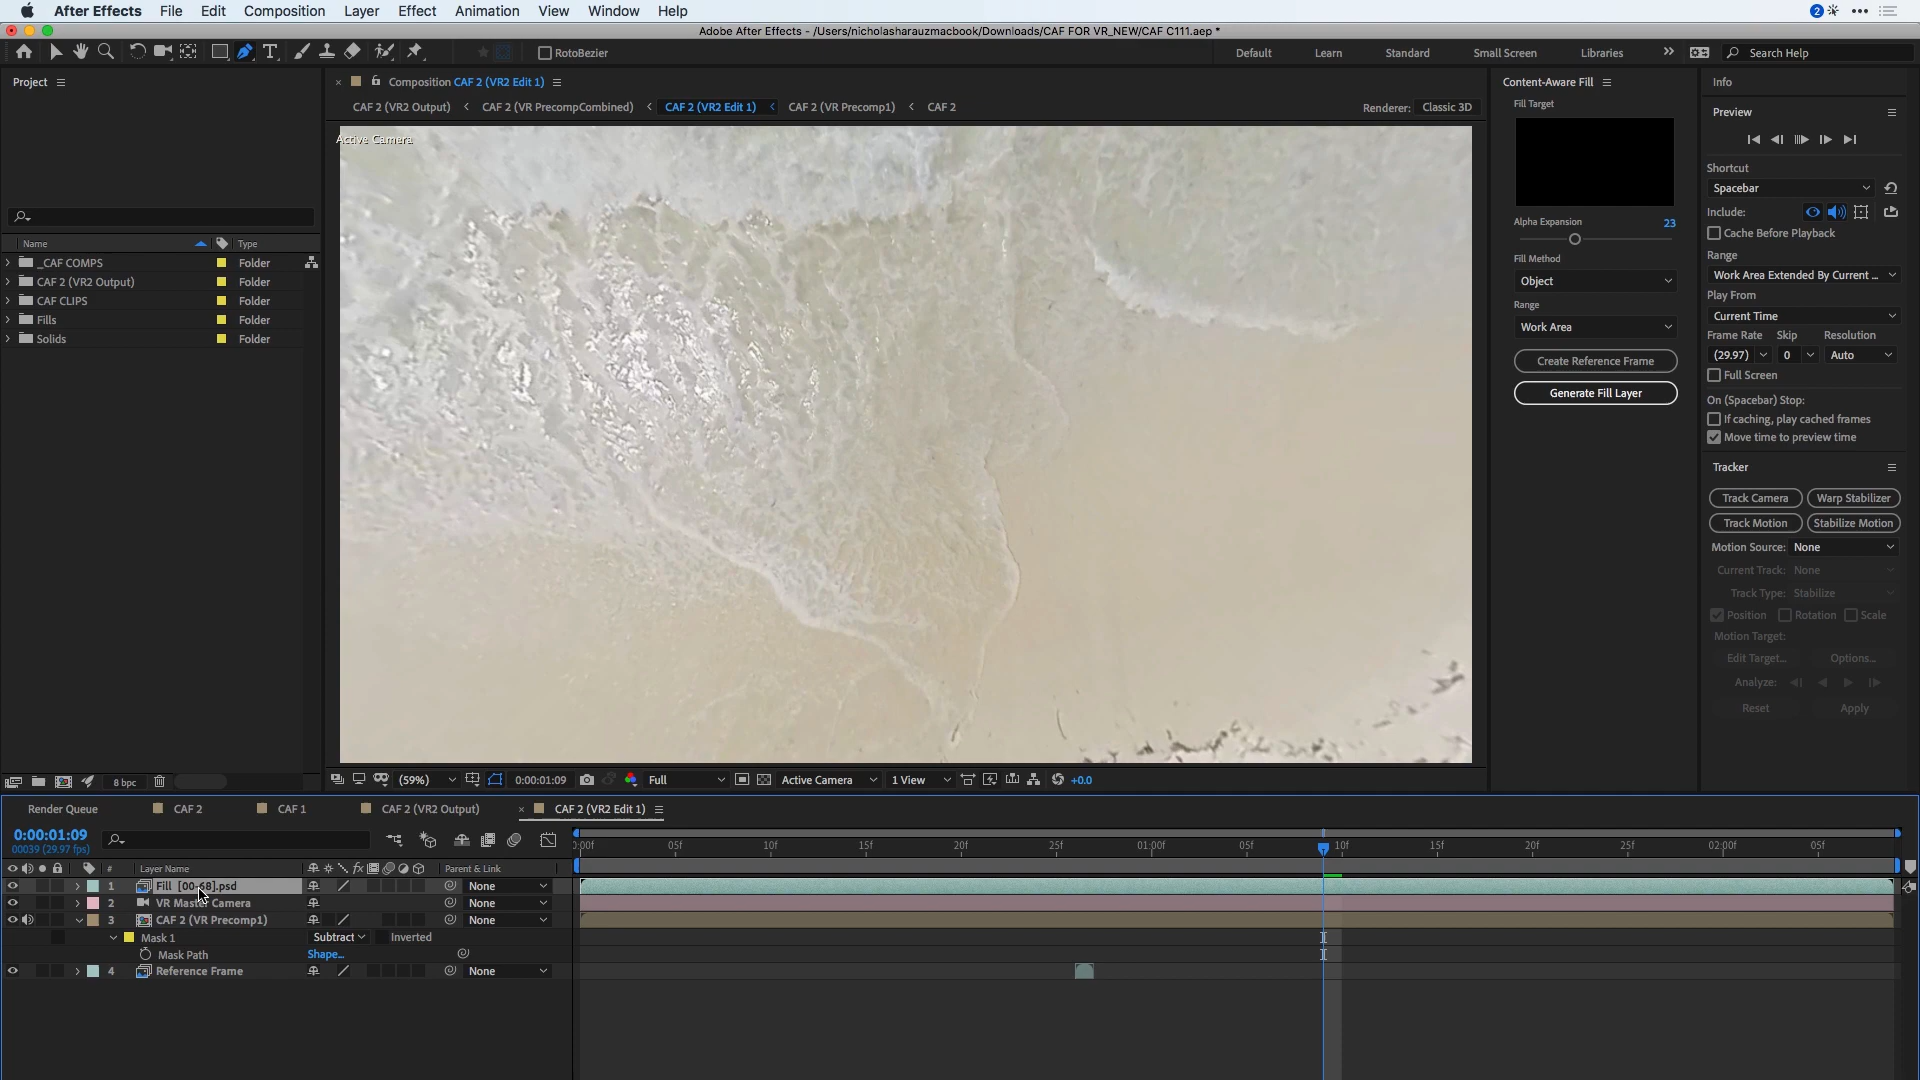 After Effects File Edit Composition Layer Effect Animation View Window Help 2
Adobe After Effects - /Users/nicholasharauzmacbook/Downloads/CAF FOR VR_NEW/CAF C111.aep *
RotoBezier Default Learn Standard Small Screen Libraries Search Help
Project
Composition CAF 2 (VR2 Edit 1)
CAF 2 (VR2 Output) CAF 2 (VR PrecompCombined) CAF 2 (VR2 Edit 1) CAF 2 (VR Precomp1) CAF 2
Renderer: Classic 3D
Active Camera
Name Type
_CAF COMPS Folder
CAF 2 (VR2 Output) Folder
CAF CLIPS Folder
Fills Folder
Solids Folder
8 bpc
(59%) 0:00:01:09 Full Active Camera 1 View +0.0
Content-Aware Fill
Fill Target
Alpha Expansion 23
Fill Method
Object
Range
Work Area
Create Reference Frame
Generate Fill Layer
Info
Preview
Shortcut
Spacebar
Include:
Cache Before Playback
Range
Work Area Extended By Current ...
Play From
Current Time
Frame Rate Skip Resolution
(29.97) 0 Auto
Full Screen
On (Spacebar) Stop:
If caching, play cached frames
Move time to preview time
Tracker
Track Camera Warp Stabilizer
Track Motion Stabilize Motion
Motion Source: None
Current Track: None
Track Type: Stabilize
Position Rotation Scale
Motion Target:
Edit Target... Options...
Analyze:
Reset Apply
Render Queue CAF 2 CAF 1 CAF 2 (VR2 Output) CAF 2 (VR2 Edit 1)
0:00:01:09
00039 (29.97 fps)
:00f 05f 10f 15f 20f 25f 01:00f 05f 10f 15f 20f 25f 02:00f 05f
# Layer Name fx Parent & Link
1 Fill [00-68].psd None
2 VR Master Camera None
3 CAF 2 (VR Precomp1) None
Mask 1 Subtract Inverted
Mask Path Shape...
4 Reference Frame None